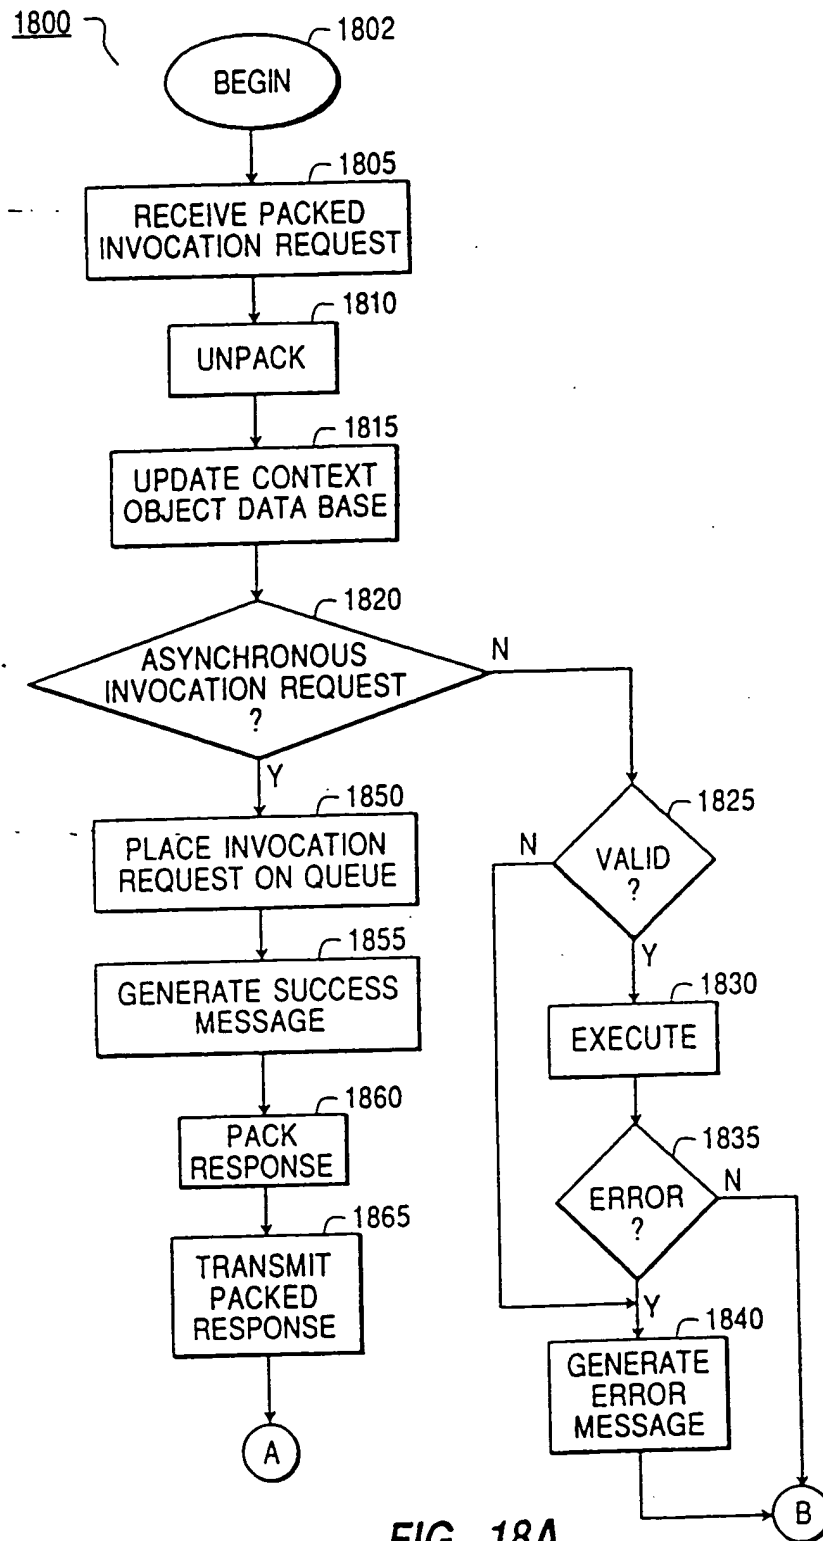 1800
1802
BEGIN
1805
RECEIVE PACKED
INVOCATION REQUEST
1810
UNPACK
1815
UPDATE CONTEXT
OBJECT DATA BASE
1820
ASYNCHRONOUS
INVOCATION REQUEST
?
N
Y
1850
PLACE INVOCATION
REQUEST ON QUEUE
1855
GENERATE SUCCESS
MESSAGE
1860
PACK
RESPONSE
1865
TRANSMIT
PACKED
RESPONSE
A
1825
VALID
?
N
Y
1830
EXECUTE
1835
ERROR
?
N
Y
1840
GENERATE
ERROR
MESSAGE
B
FIG. 18A